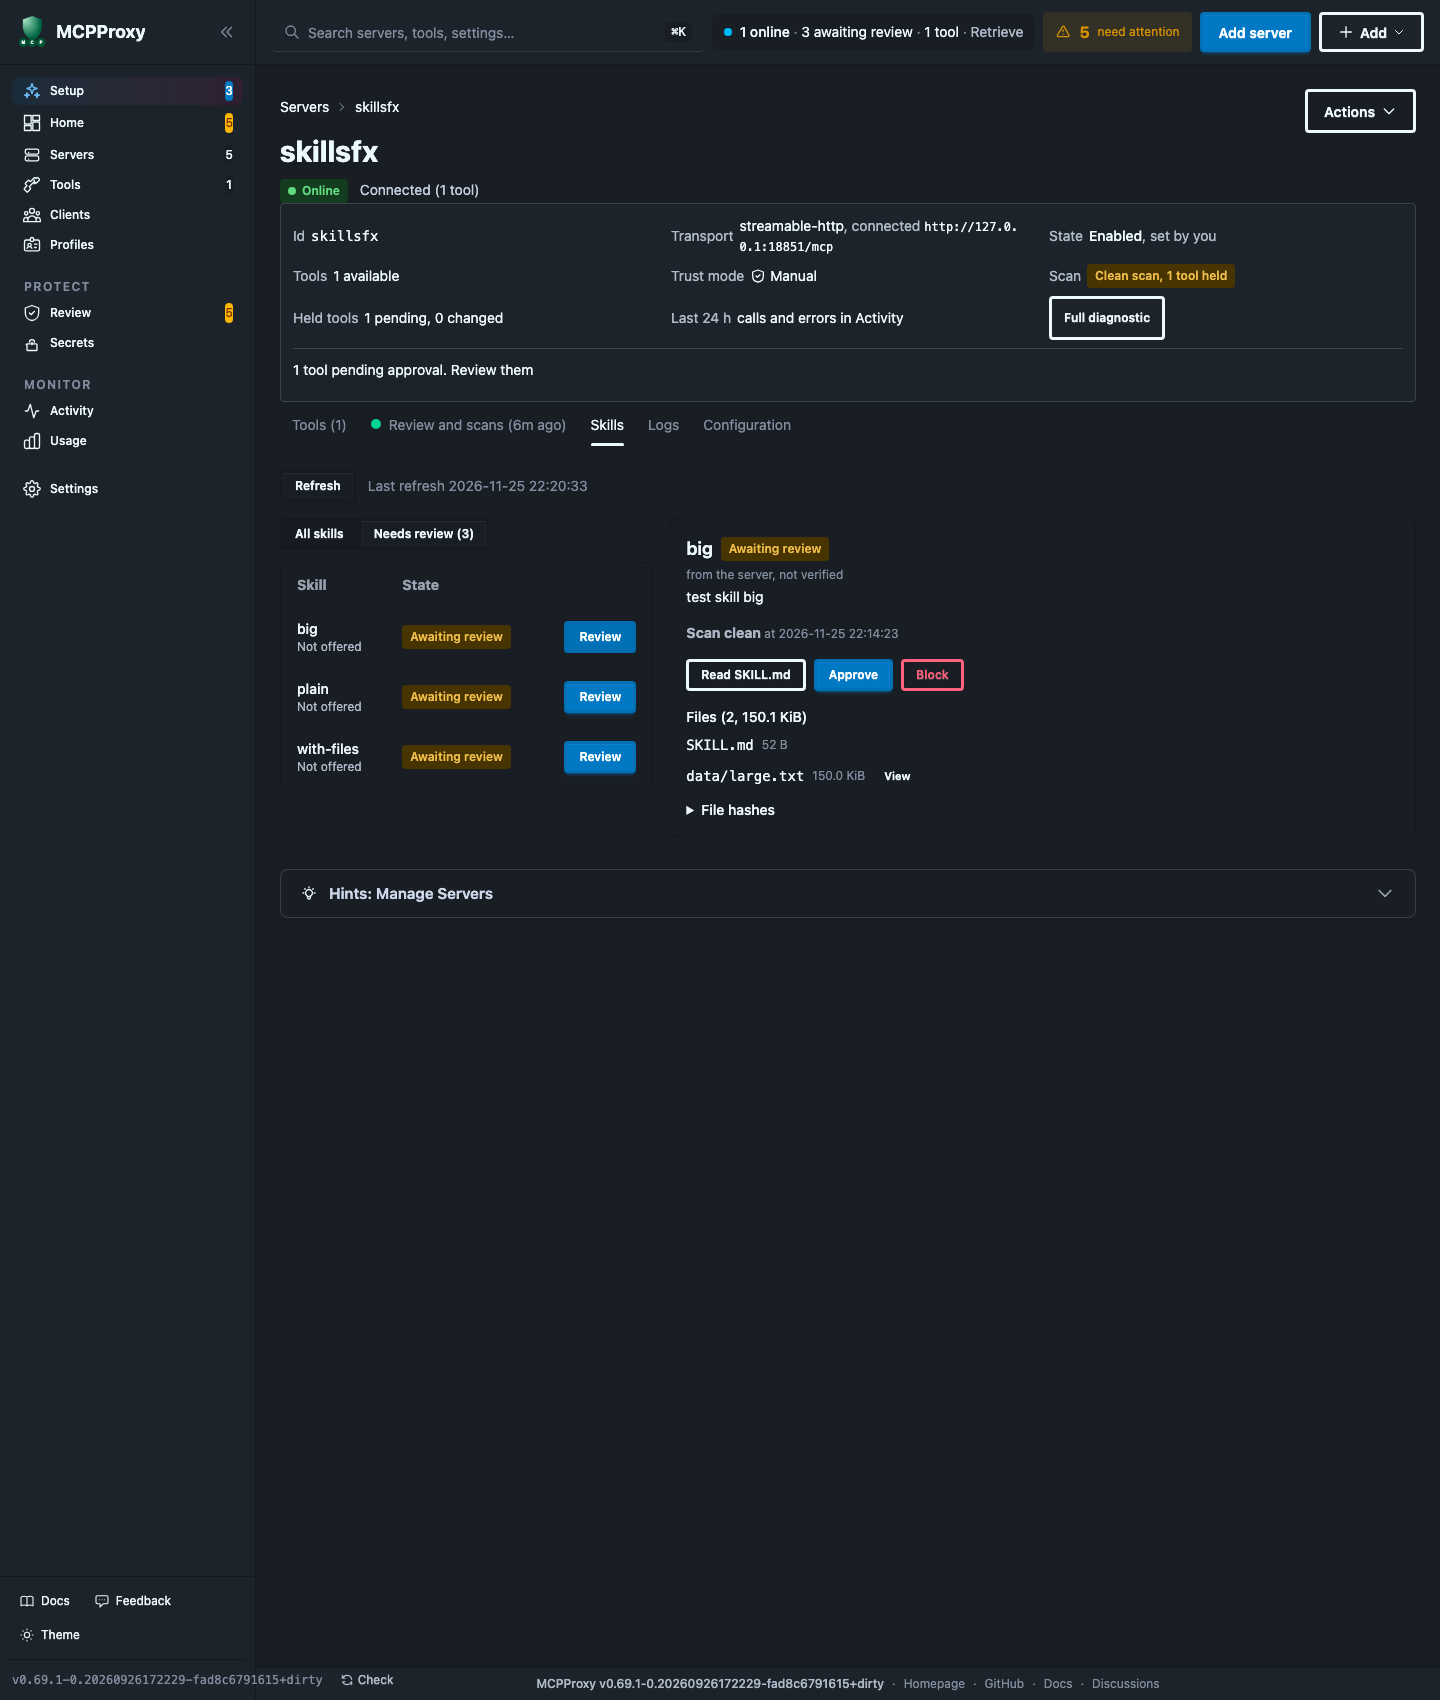 MCPProxy
Search servers, tools, settings...
⌘K
1 online · 3 awaiting review · 1 tool · Retrieve
5 need attention
Add server
Add
Setup 3
Home 5
Servers 5
Tools 1
Clients
Profiles
PROTECT
Review 5
Secrets
MONITOR
Activity
Usage
Settings
Servers > skillsfx
Actions
skillsfx
Online Connected (1 tool)
Id skillsfx
Transport streamable-http, connected http://127.0.
0.1:18851/mcp
State Enabled, set by you
Tools 1 available
Trust mode Manual
Scan Clean scan, 1 tool held
Held tools 1 pending, 0 changed
Last 24 h calls and errors in Activity
Full diagnostic
1 tool pending approval. Review them
Tools (1) Review and scans (6m ago) Skills Logs Configuration
Refresh Last refresh 2026-11-25 22:20:33
All skills Needs review (3)
Skill State
big
Not offered
Awaiting review Review
plain
Not offered
Awaiting review Review
with-files
Not offered
Awaiting review Review
big Awaiting review
from the server, not verified
test skill big
Scan clean at 2026-11-25 22:14:23
Read SKILL.md Approve Block
Files (2, 150.1 KiB)
SKILL.md 52 B
data/large.txt 150.0 KiB View
File hashes
Hints: Manage Servers
Docs Feedback
Theme
v0.69.1-0.20260926172229-fad8c6791615+dirty Check
MCPProxy v0.69.1-0.20260926172229-fad8c6791615+dirty · Homepage · GitHub · Docs · Discussions